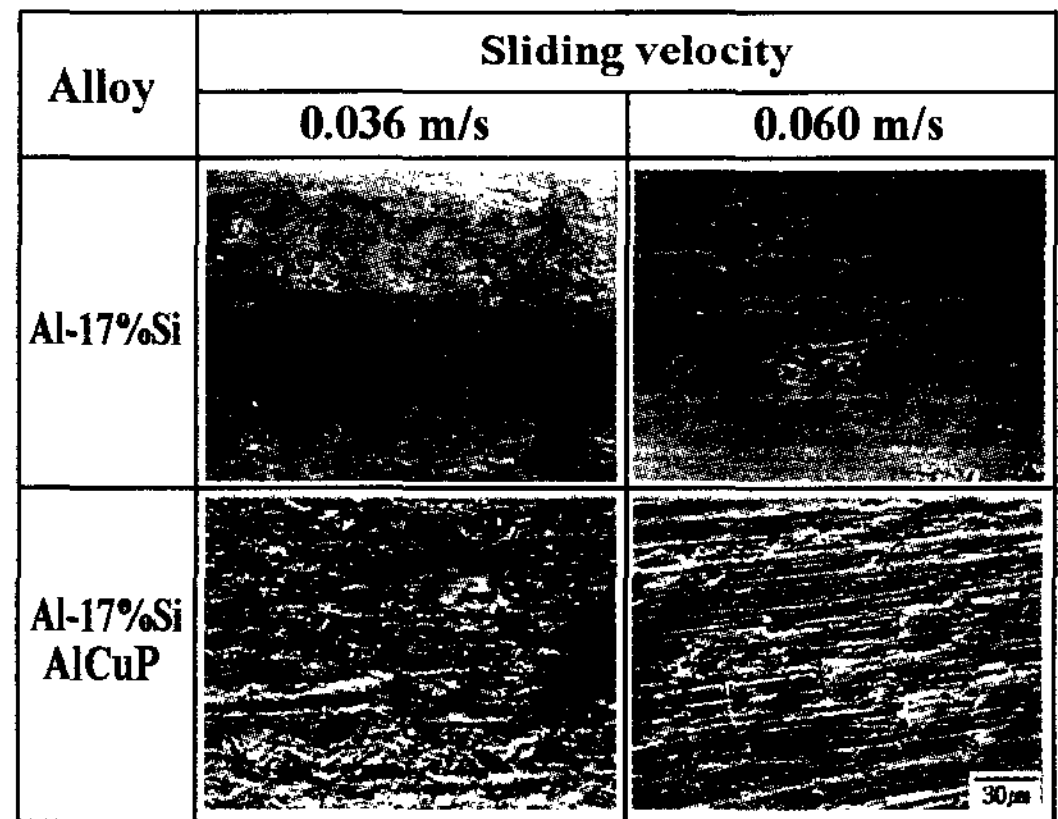 Alloy
Sliding velocity
0.036 m/s
0.060 m/s
Al-17%Si
Al-17%Si
AlCuP
30㎛